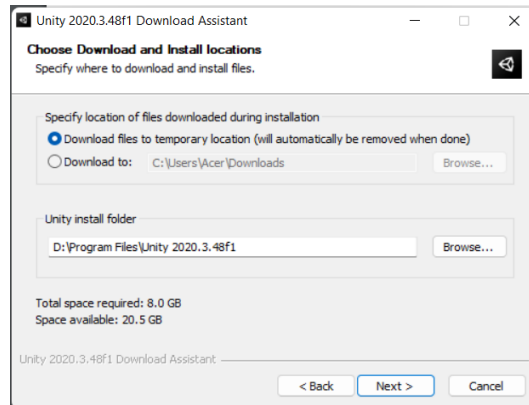 Unity 2020.3.48f1 Download Assistant
Choose Download and Install locations
Specify where to download and install files.
Specify location of files downloaded during installation
Download files to temporary location (will automatically be removed when done)
Download to: C:\Users\Acer\Downloads Browse...
Unity install folder
D:\Program Files\Unity 2020.3.48f1 Browse...
Total space required: 8.0 GB
Space available: 20.5 GB
Unity 2020.3.48f1 Download Assistant
< Back Next > Cancel